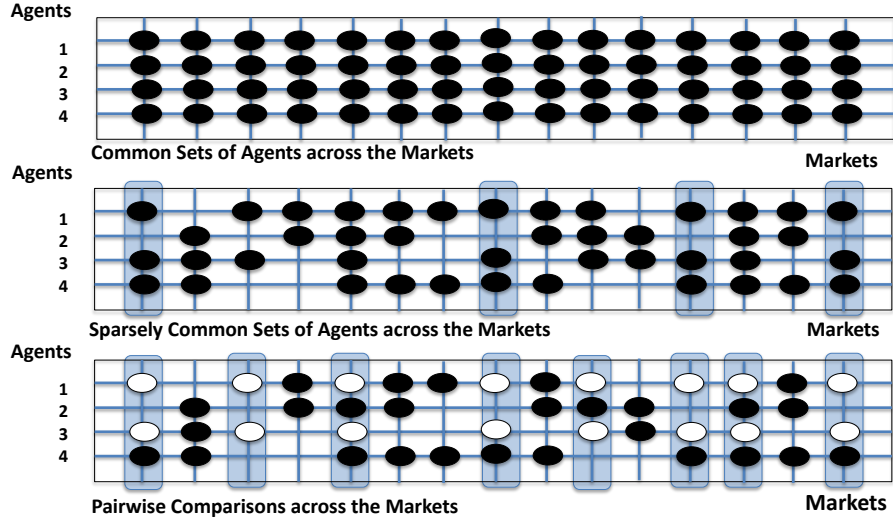 Agents
1
2
3
4
Common Sets of Agents across the Markets
Markets
Agents
1
2
3
4
Sparsely Common Sets of Agents across the Markets
Markets
Agents
1
2
3
4
Pairwise Comparisons across the Markets
Markets